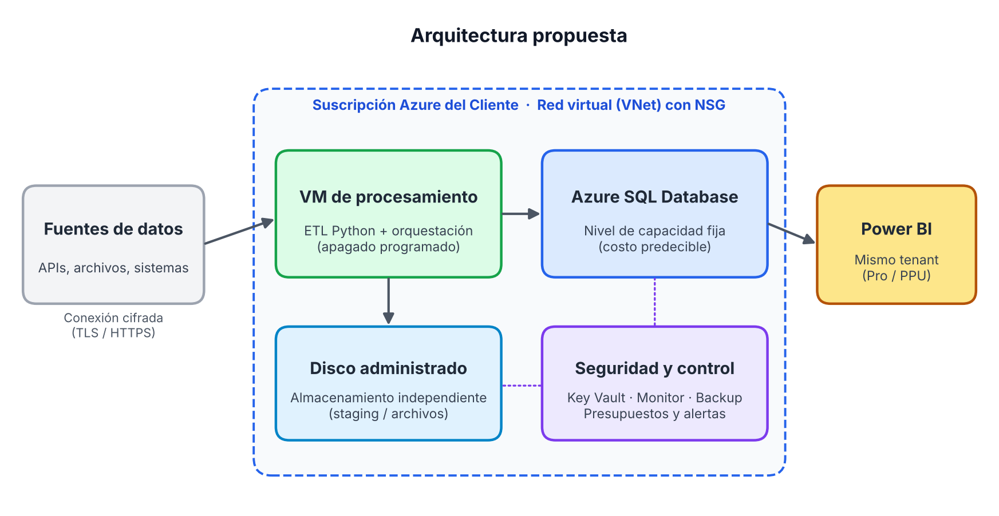 Arquitectura propuesta
Suscripción Azure del Cliente · Red virtual (VNet) con NSG
Fuentes de datos
APIs, archivos, sistemas
Conexión cifrada
(TLS / HTTPS)
VM de procesamiento
ETL Python + orquestación
(apagado programado)
Azure SQL Database
Nivel de capacidad fija
(costo predecible)
Power BI
Mismo tenant
(Pro / PPU)
Disco administrado
Almacenamiento independiente
(staging / archivos)
Seguridad y control
Key Vault · Monitor · Backup
Presupuestos y alertas